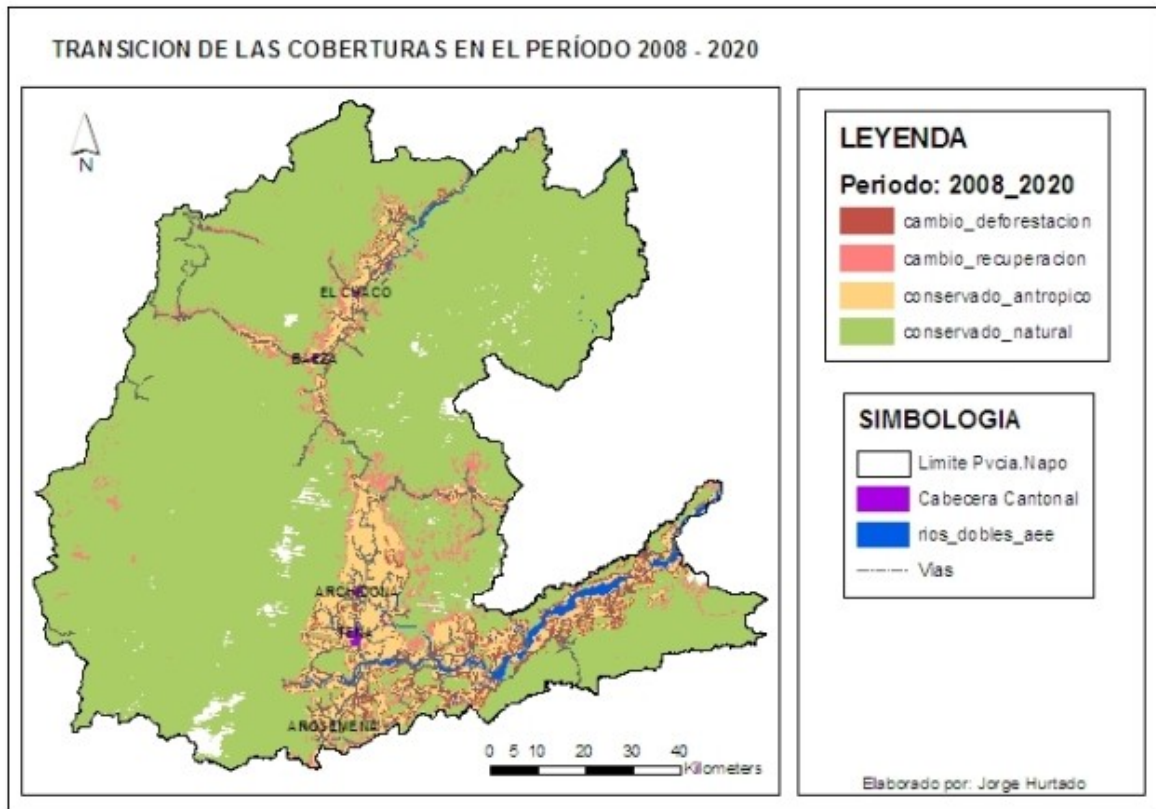 TRANSICION DE LAS COBERTURAS EN EL PERÍODO 2008 - 2020
N
EL CHACO
BAEZA
ARCHIDONA
TENA
AROSEMENA
0 5 10 20 30 40
Kilometers
LEYENDA
Periodo: 2008_2020
cambio_deforestacion
cambio_recuperacion
conservado_antropico
conservado_natural
SIMBOLOGIA
Limite Pvcia.Napo
Cabecera Cantonal
rios_dobles_aee
Vias
Elaborado por: Jorge Hurtado